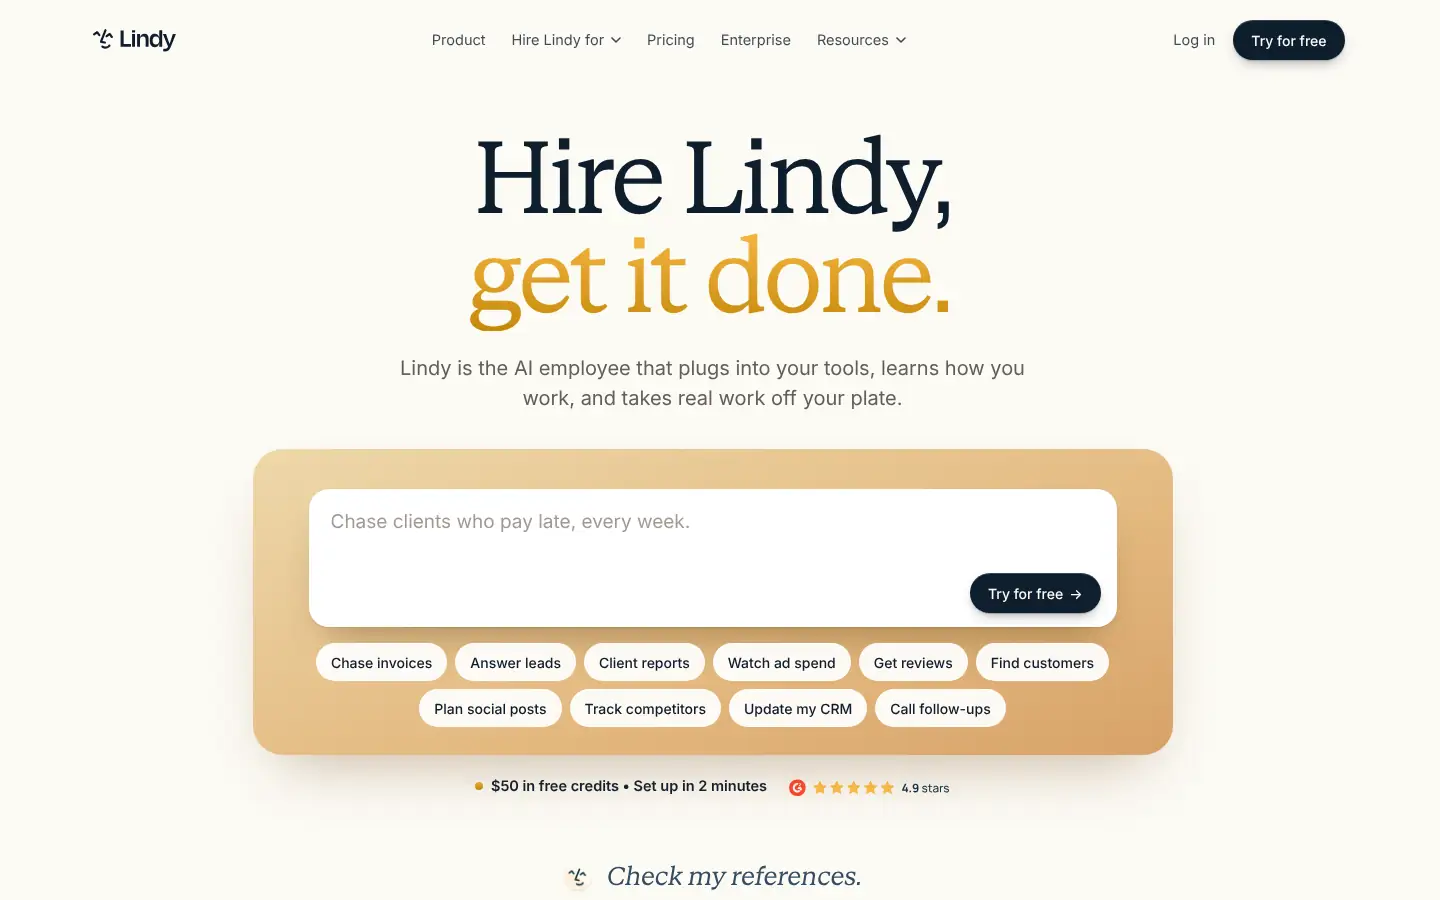 Lindy
Product
Hire Lindy for
Pricing
Enterprise
Resources
Log in
Try for free
Hire Lindy,
get it done.
Lindy is the AI employee that plugs into your tools, learns how you
work, and takes real work off your plate.
Chase clients who pay late, every week.
Try for free →
Chase invoices
Answer leads
Client reports
Watch ad spend
Get reviews
Find customers
Plan social posts
Track competitors
Update my CRM
Call follow-ups
$50 in free credits • Set up in 2 minutes
4.9 stars
Check my references.